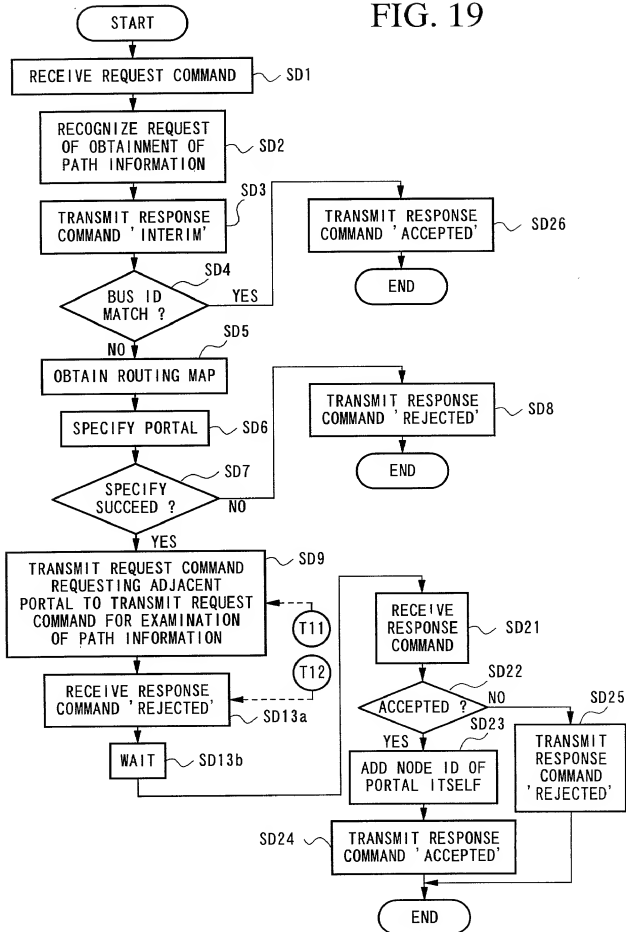 FIG. 19
START
RECEIVE REQUEST COMMAND
SD1
RECOGNIZE REQUEST
OF OBTAINMENT OF
PATH INFORMATION
SD2
SD3
TRANSMIT RESPONSE
COMMAND 'INTERIM'
TRANSMIT RESPONSE
COMMAND 'ACCEPTED'
SD26
END
SD4
BUS ID
MATCH ?
YES
NO
SD5
OBTAIN ROUTING MAP
SPECIFY PORTAL
SD6
TRANSMIT RESPONSE
COMMAND 'REJECTED'
SD8
END
SD7
SPECIFY
SUCCEED ?
NO
YES
SD9
TRANSMIT REQUEST COMMAND
REQUESTING ADJACENT
PORTAL TO TRANSMIT REQUEST
COMMAND FOR EXAMINATION
OF PATH INFORMATION
T11
T12
RECEIVE RESPONSE
COMMAND 'REJECTED'
SD13a
WAIT
SD13b
RECEIVE
RESPONSE
COMMAND
SD21
SD22
ACCEPTED ?
NO
YES
SD23
SD25
ADD NODE ID OF
PORTAL ITSELF
TRANSMIT
RESPONSE
COMMAND
'REJECTED'
SD24
TRANSMIT RESPONSE
COMMAND 'ACCEPTED'
END